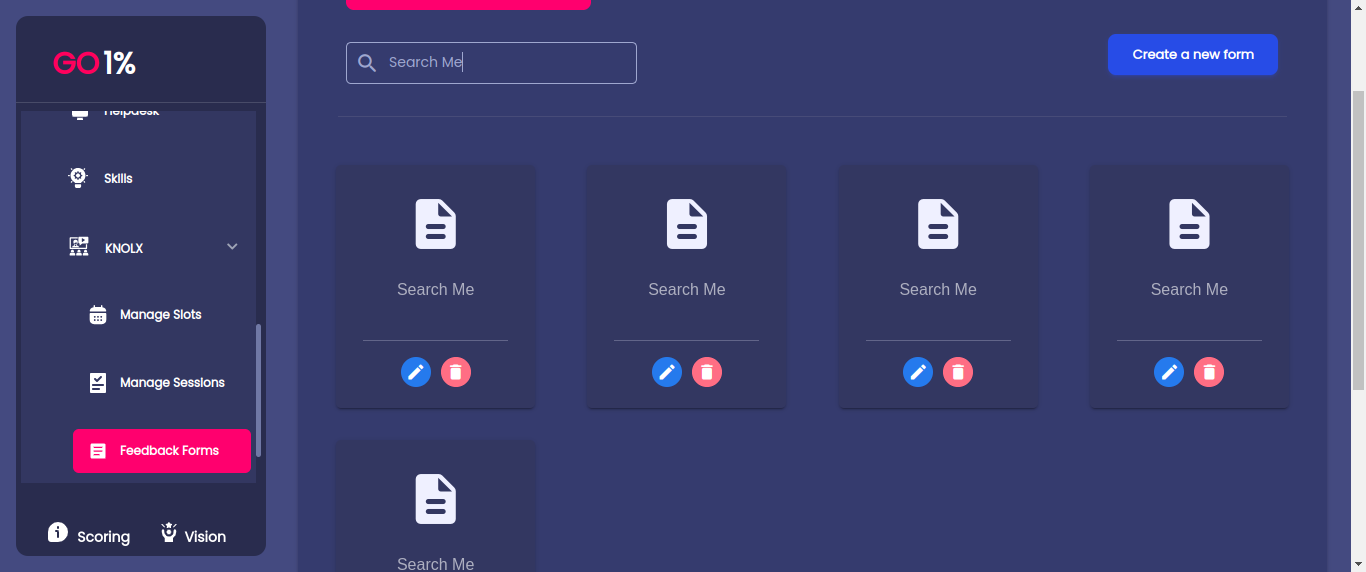 GO1%
Helpdesk
Skills
KNOLX
Manage Slots
Manage Sessions
Feedback Forms
Scoring
Vision
Search Me
Create a new form
Search Me
Search Me
Search Me
Search Me
Search Me